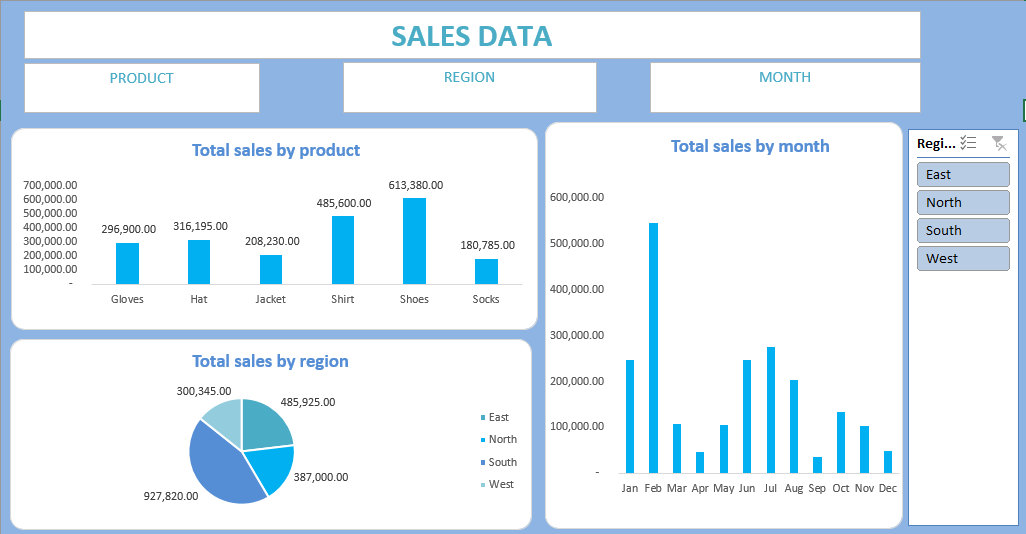 SALES DATA
PRODUCT
REGION
MONTH
Total sales by product
700,000.00
600,000.00
500,000.00
400,000.00
300,000.00
200,000.00
100,000.00
-
296,900.00
316,195.00
208,230.00
485,600.00
613,380.00
180,785.00
Gloves
Hat
Jacket
Shirt
Shoes
Socks
Total sales by region
300,345.00
485,925.00
387,000.00
927,820.00
East
North
South
West
Total sales by month
600,000.00
500,000.00
400,000.00
300,000.00
200,000.00
100,000.00
-
Jan Feb Mar Apr May Jun Jul Aug Sep Oct Nov Dec
Regi...
East
North
South
West